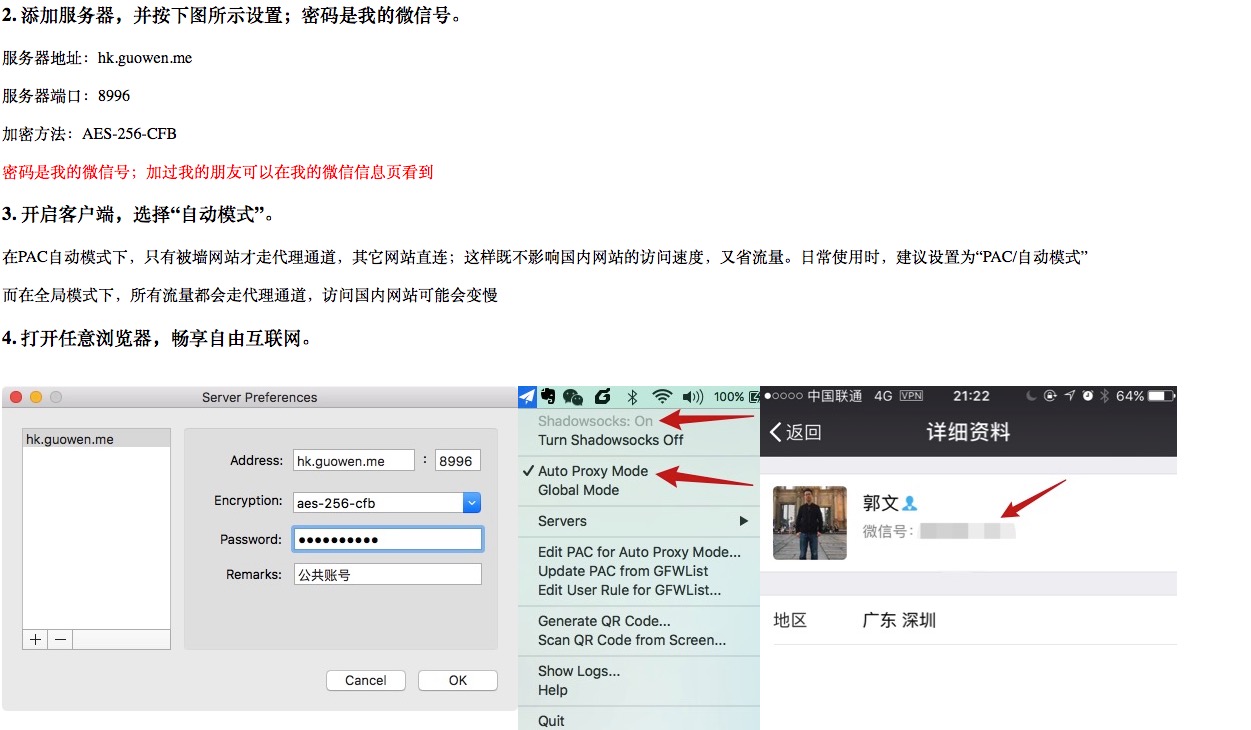 2. 添加服务器，并按下图所示设置；密码是我的微信号。
服务器地址：hk.guowen.me
服务器端口：8996
加密方法：AES-256-CFB
密码是我的微信号；加过我的朋友可以在我的微信信息页看到
3. 开启客户端，选择“自动模式”。
在PAC自动模式下，只有被墙网站才走代理通道，其它网站直连；这样既不影响国内网站的访问速度，又省流量。日常使用时，建议设置为“PAC/自动模式”
而在全局模式下，所有流量都会走代理通道，访问国内网站可能会变慢
4. 打开任意浏览器，畅享自由互联网。
Server Preferences
hk.guowen.me
Address: hk.guowen.me : 8996
Encryption: aes-256-cfb
Password: ●●●●●●●●●●
Remarks: 公共账号
Cancel OK
100%
Shadowsocks: On
Turn Shadowsocks Off
Auto Proxy Mode
Global Mode
Servers
Edit PAC for Auto Proxy Mode...
Update PAC from GFWList
Edit User Rule for GFWList...
Generate QR Code...
Scan QR Code from Screen...
Show Logs...
Help
Quit
中国联通 4G VPN 21:22 64%
返回 详细资料
郭文
微信号：
地区 广东 深圳